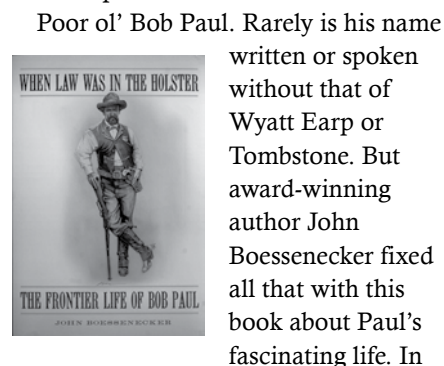 Poor ol’ Bob Paul. Rarely is his name
written or spoken
without that of
Wyatt Earp or
Tombstone. But
award-winning
author John
Boessenecker fixed
all that with this
book about Paul’s
fascinating life. In
WHEN LAW WAS IN THE HOLSTER
THE FRONTIER LIFE OF BOB PAUL
JOHN BOESSENECKER